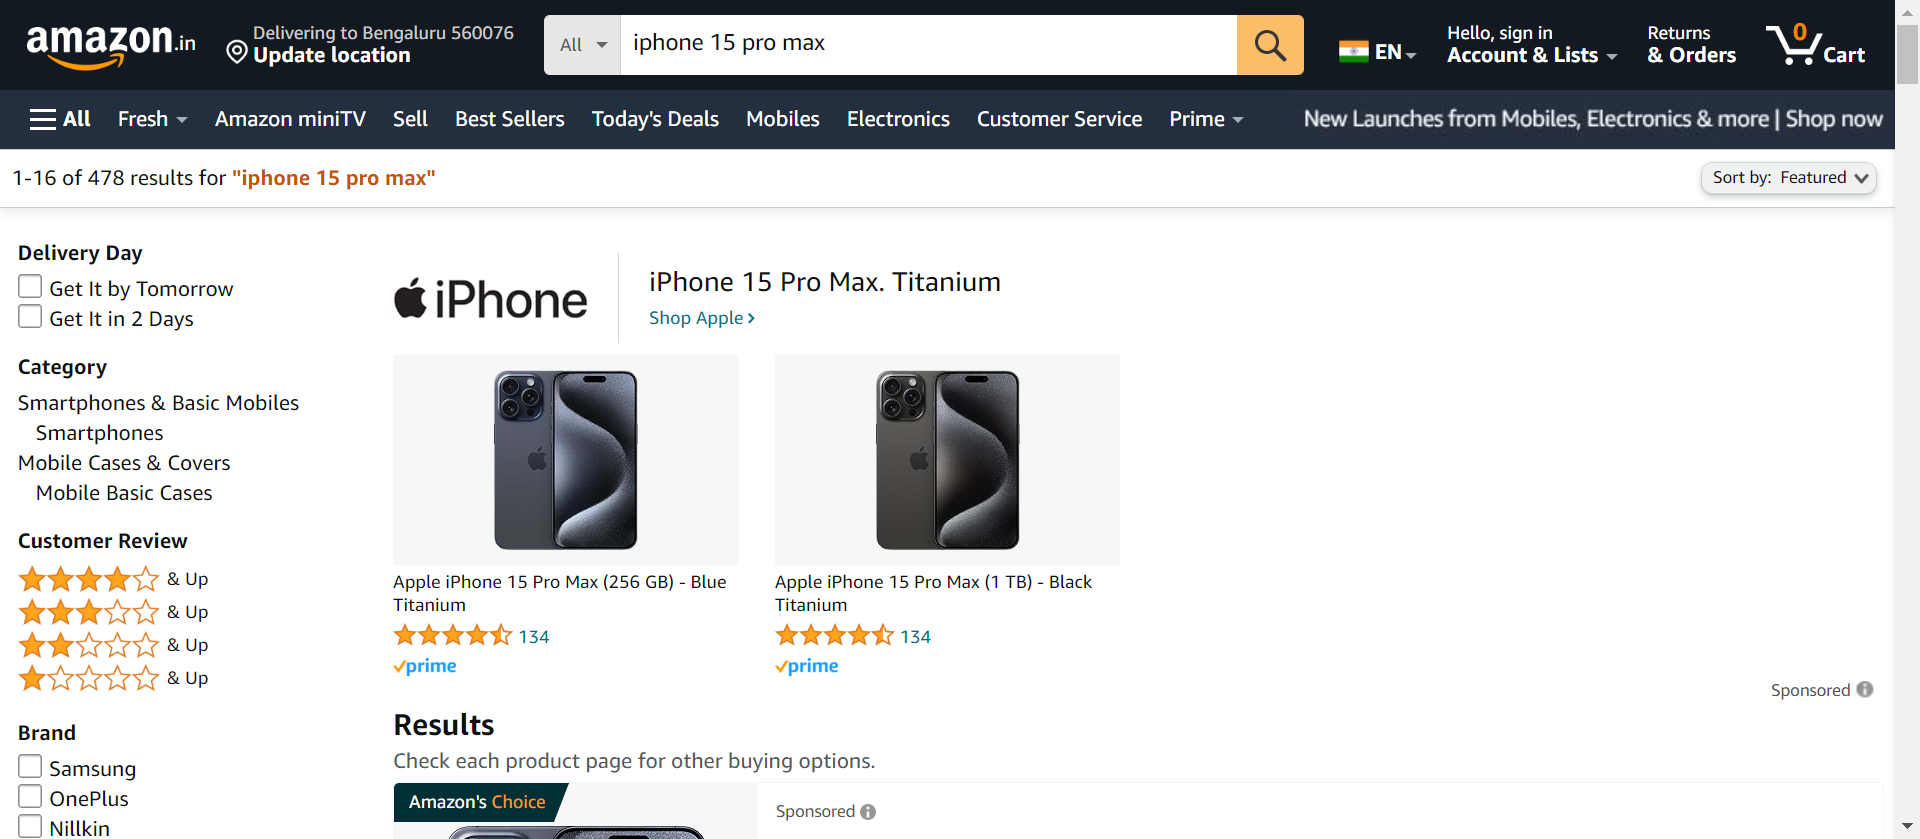 amazon.in
Delivering to Bengaluru 560076
Update location
All
iphone 15 pro max
EN
Hello, sign in
Account & Lists
Returns
& Orders
0
Cart
All
Fresh
Amazon miniTV
Sell
Best Sellers
Today's Deals
Mobiles
Electronics
Customer Service
Prime
New Launches from Mobiles, Electronics & more | Shop now
1-16 of 478 results for "iphone 15 pro max"
Sort by: Featured
Delivery Day
Get It by Tomorrow
Get It in 2 Days
Category
Smartphones & Basic Mobiles
Smartphones
Mobile Cases & Covers
Mobile Basic Cases
Customer Review
& Up
& Up
& Up
& Up
Brand
Samsung
OnePlus
Nillkin
iPhone
iPhone 15 Pro Max. Titanium
Shop Apple
Apple iPhone 15 Pro Max (256 GB) - Blue
Titanium
134
prime
Apple iPhone 15 Pro Max (1 TB) - Black
Titanium
134
prime
Sponsored
Results
Check each product page for other buying options.
Amazon's Choice
Sponsored